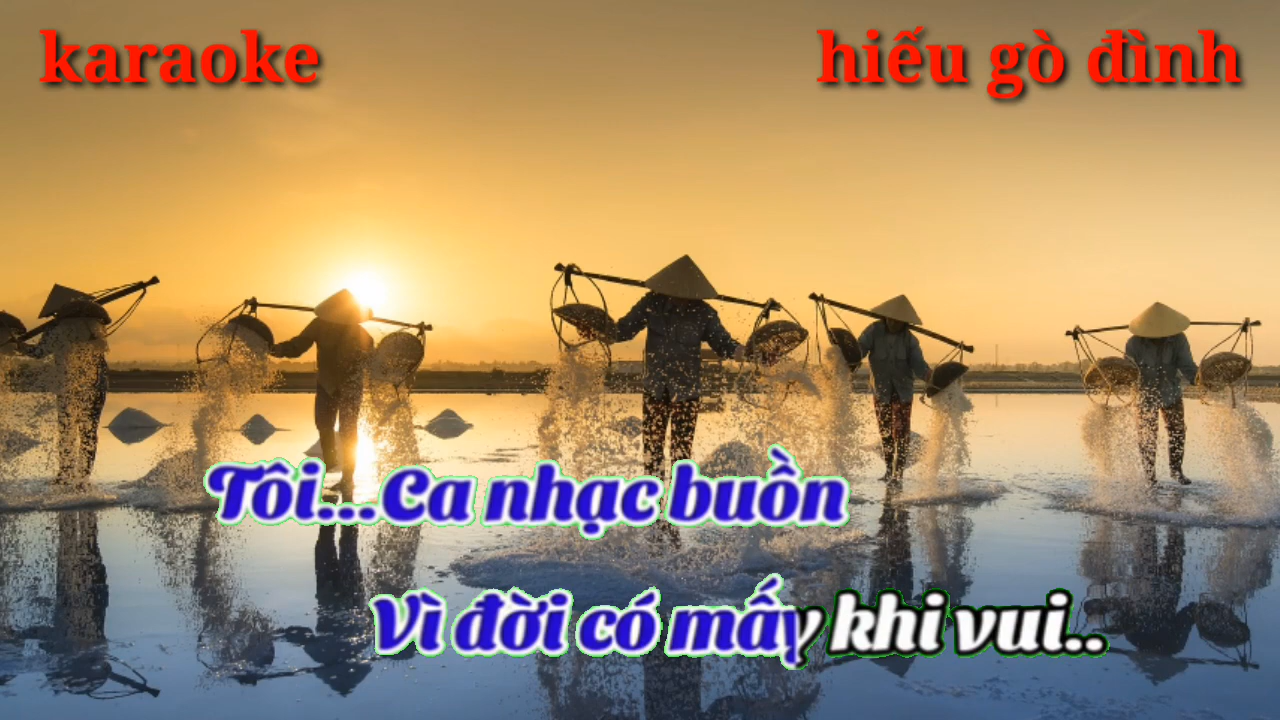 karaoke
hiếu gò đình
Tôi...Ca nhạc buồn
Vì đời có mấy khi vui..